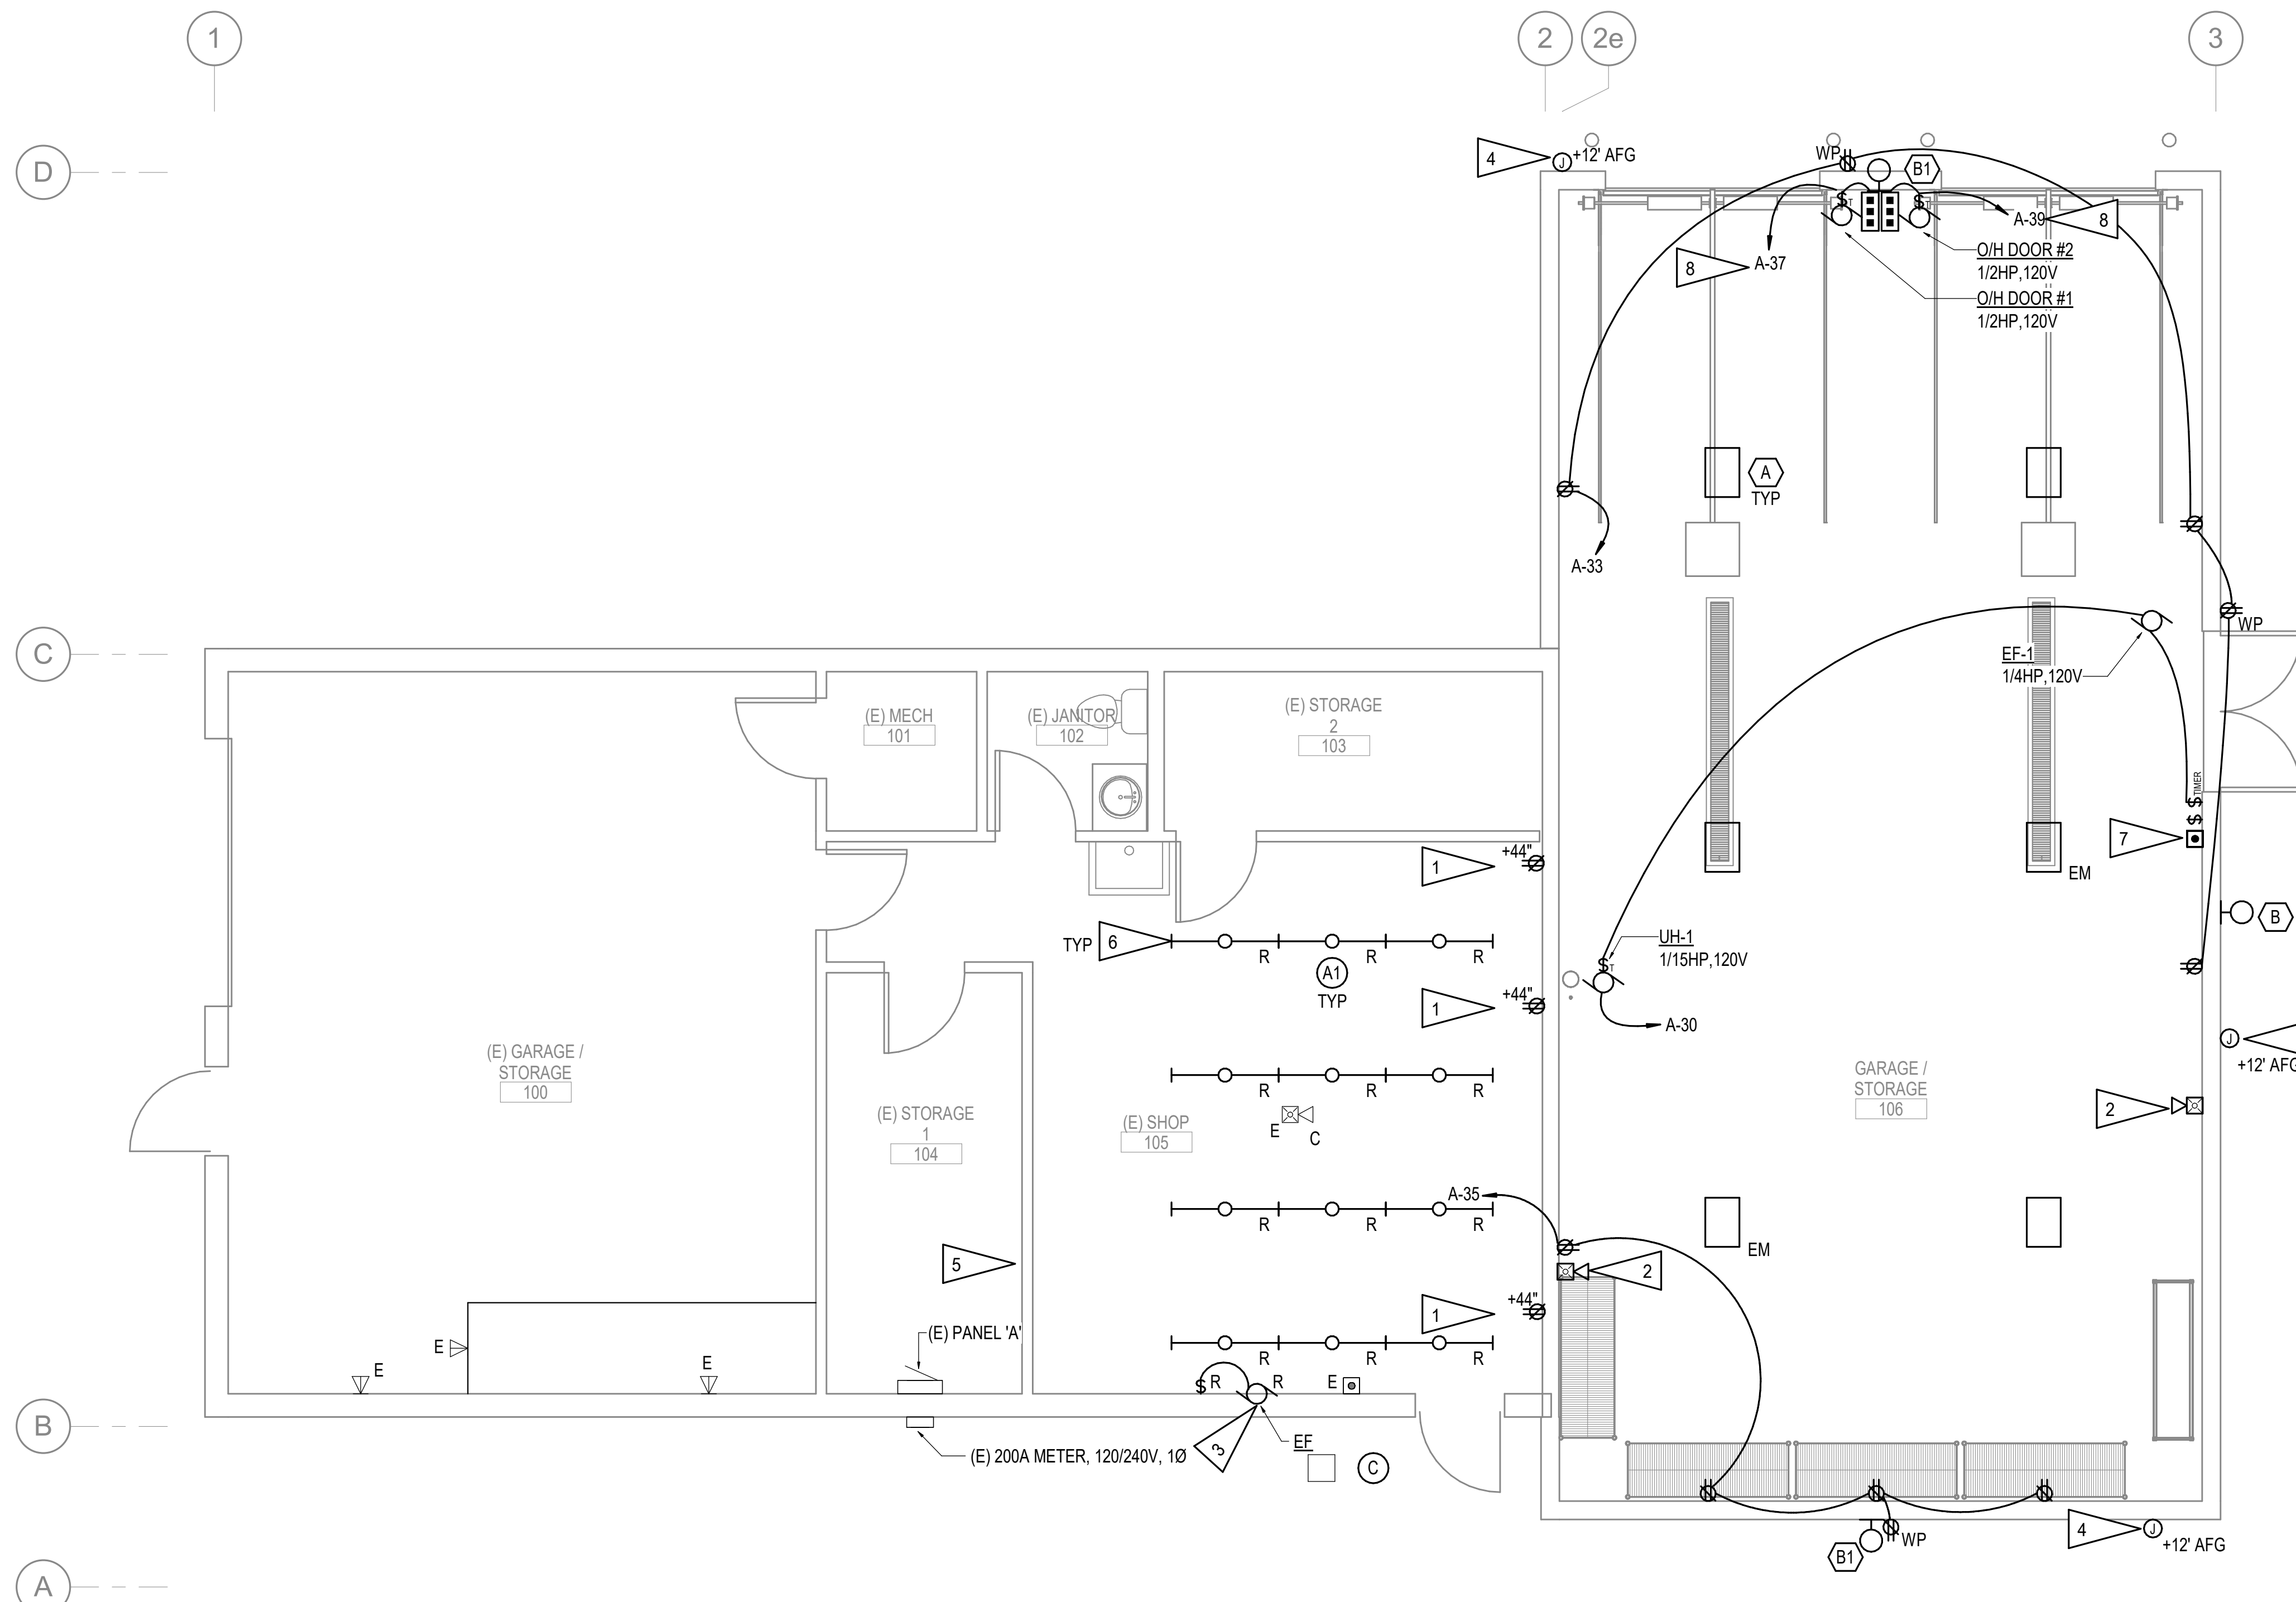 1
2
2e
3
D
4
J
+12' AFG
WP
B1
$T
$T
A-39
8
8
A-37
O/H DOOR #2
1/2HP,120V
O/H DOOR #1
1/2HP,120V
A
TYP
A-33
WP
C
EF-1
1/4HP,120V
(E) MECH
101
(E) JANITOR
102
(E) STORAGE
2
103
$ TIMER
$
7
EM
1
+44"
B
TYP
6
R
R
R
A1
TYP
UH-1
1/15HP,120V
$T
1
+44"
A-30
J
+12' AFG
(E) GARAGE /
STORAGE
100
GARAGE /
STORAGE
106
R
R
R
2
(E) STORAGE
1
104
(E) SHOP
105
E
C
A-35
R
R
R
EM
5
2
1
+44"
(E) PANEL 'A'
E
E
E
R
R
R
$
R
R
E
B
(E) 200A METER, 120/240V, 1Ø
3
EF
C
4
J
+12' AFG
WP
B1
A